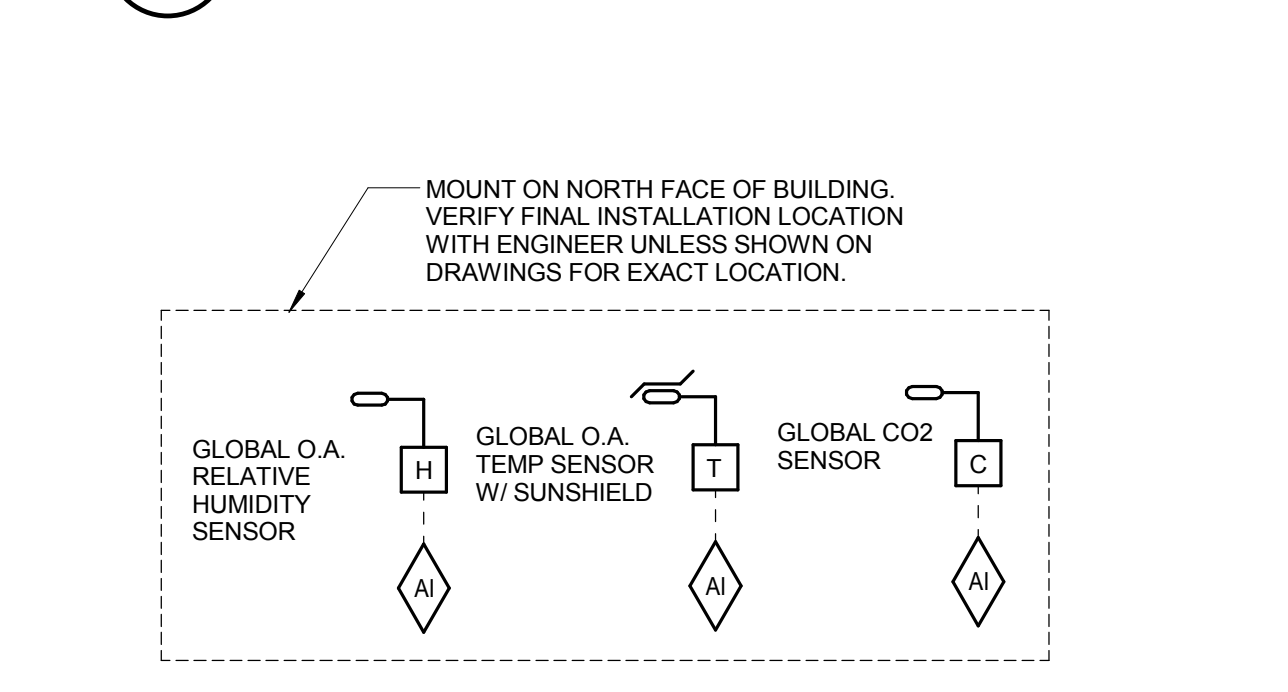 MOUNT ON NORTH FACE OF BUILDING.
VERIFY FINAL INSTALLATION LOCATION
WITH ENGINEER UNLESS SHOWN ON
DRAWINGS FOR EXACT LOCATION.
GLOBAL O.A.
RELATIVE
HUMIDITY
SENSOR
H
AI
GLOBAL O.A.
TEMP SENSOR
W/ SUNSHIELD
T
AI
GLOBAL CO2
SENSOR
C
AI